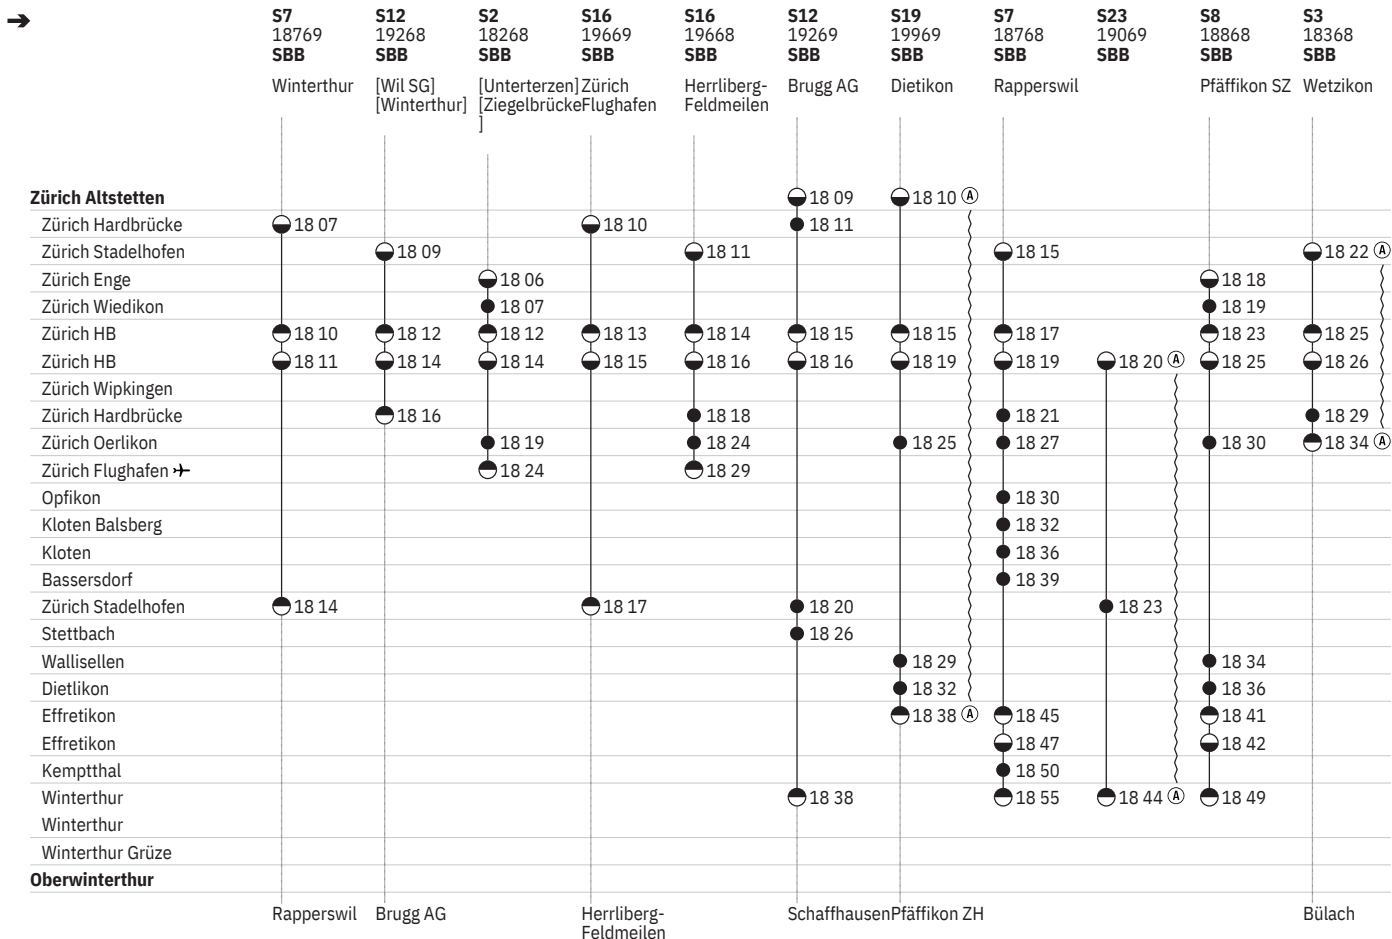 ➔ S7 S12 S2 S16 S16 S12 S19 S7 S23 S8 S3
18769 19268 18268 19669 19668 19269 19969 18768 19069 18868 18368
SBB SBB SBB SBB SBB SBB SBB SBB SBB SBB SBB
Winterthur [Wil SG] [Unterterzen] Zürich Herrliberg- Brugg AG Dietikon Rapperswil Pfäffikon SZ Wetzikon
[Winterthur] [Ziegelbrücke Flughafen Feldmeilen
]
Zürich Altstetten 18 09 18 10 Ⓐ
Zürich Hardbrücke 18 07 18 10 18 11
Zürich Stadelhofen 18 09 18 11 18 15 18 22 Ⓐ
Zürich Enge 18 06 18 18
Zürich Wiedikon 18 07 18 19
Zürich HB 18 10 18 12 18 12 18 13 18 14 18 15 18 15 18 17 18 23 18 25
Zürich HB 18 11 18 14 18 14 18 15 18 16 18 16 18 19 18 19 18 20 Ⓐ 18 25 18 26
Zürich Wipkingen
Zürich Hardbrücke 18 16 18 18 18 21 18 29
Zürich Oerlikon 18 19 18 24 18 25 18 27 18 30 18 34 Ⓐ
Zürich Flughafen ✈ 18 24 18 29
Opfikon 18 30
Kloten Balsberg 18 32
Kloten 18 36
Bassersdorf 18 39
Zürich Stadelhofen 18 14 18 17 18 20 18 23
Stettbach 18 26
Wallisellen 18 29 18 34
Dietlikon 18 32 18 36
Effretikon 18 38 Ⓐ 18 45 18 41
Effretikon 18 47 18 42
Kemptthal 18 50
Winterthur 18 38 18 55 18 44 Ⓐ 18 49
Winterthur
Winterthur Grüze
Oberwinterthur
Rapperswil Brugg AG Herrliberg- Schaffhausen Pfäffikon ZH Bülach
Feldmeilen